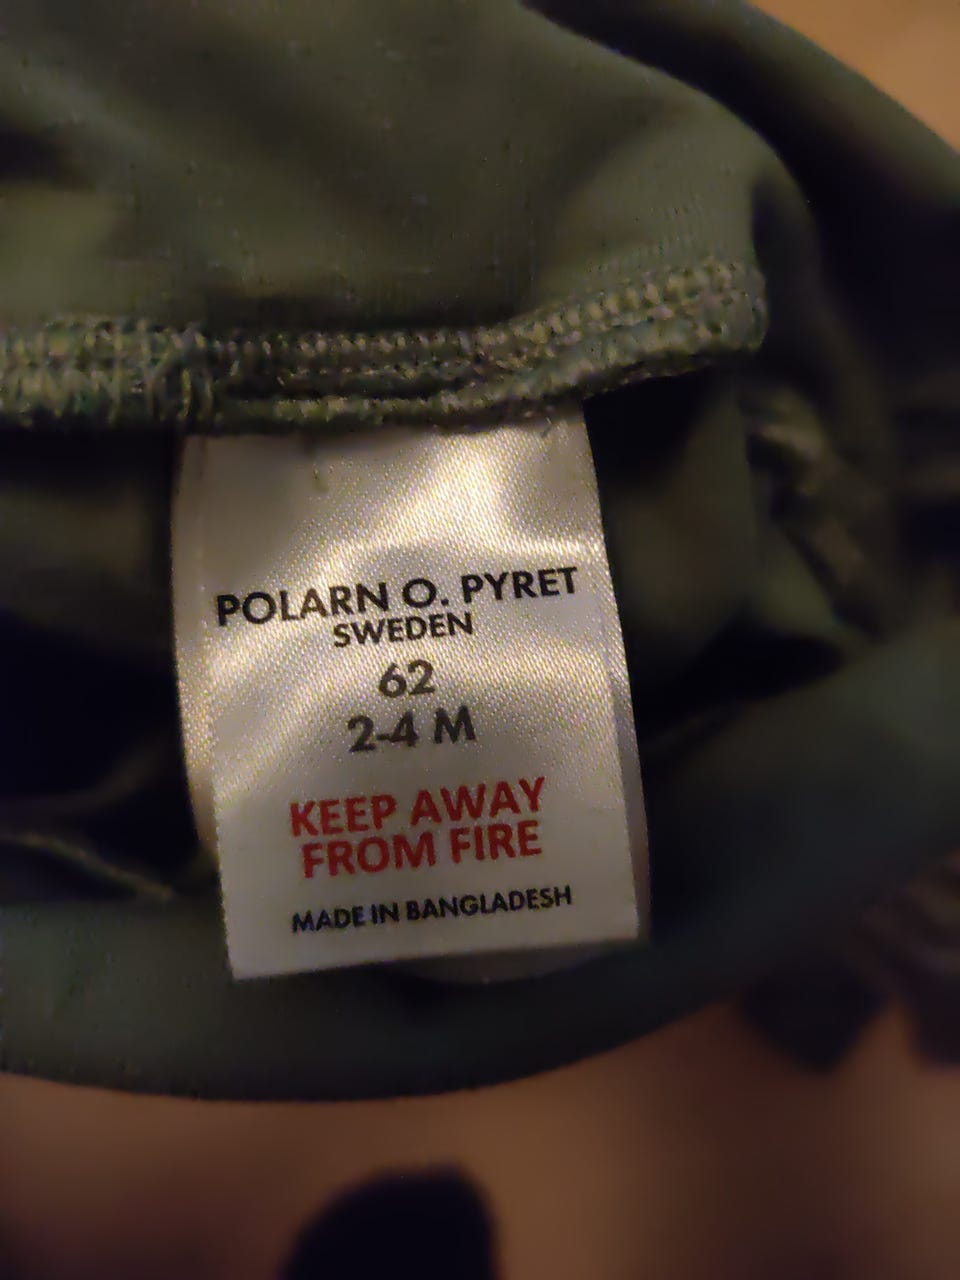 POLARN O. PYRET
SWEDEN
62
2-4 M
KEEP AWAY
FROM FIRE
MADE IN BANGLADESH